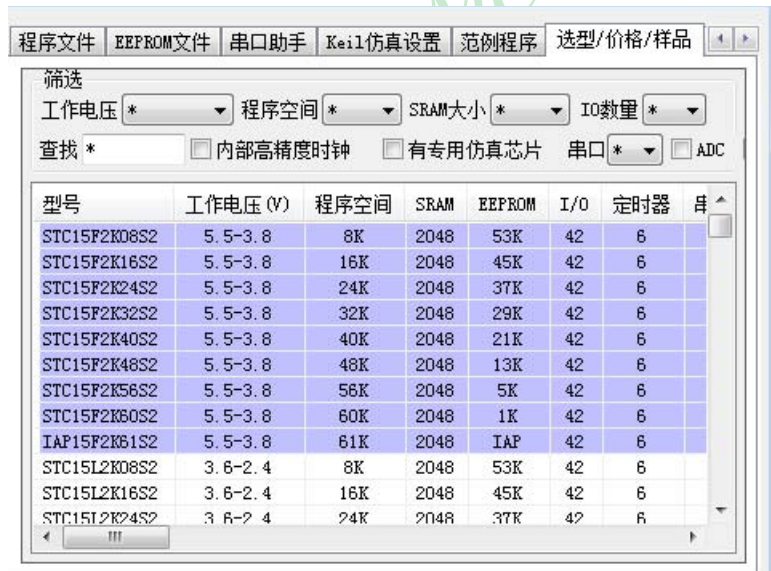 程序文件 EEPROM文件 串口助手 Keil仿真设置 范例程序 选型/价格/样品
筛选
工作电压 * 程序空间 * SRAM大小 * IO数量 *
查找 * 内部高精度时钟 有专用仿真芯片 串口 * ADC
型号 工作电压(V) 程序空间 SRAM EEPROM I/O 定时器 串
STC15F2K08S2 5.5-3.8 8K 2048 53K 42 6
STC15F2K16S2 5.5-3.8 16K 2048 45K 42 6
STC15F2K24S2 5.5-3.8 24K 2048 37K 42 6
STC15F2K32S2 5.5-3.8 32K 2048 29K 42 6
STC15F2K40S2 5.5-3.8 40K 2048 21K 42 6
STC15F2K48S2 5.5-3.8 48K 2048 13K 42 6
STC15F2K56S2 5.5-3.8 56K 2048 5K 42 6
STC15F2K60S2 5.5-3.8 60K 2048 1K 42 6
IAP15F2K61S2 5.5-3.8 61K 2048 IAP 42 6
STC15L2K08S2 3.6-2.4 8K 2048 53K 42 6
STC15L2K16S2 3.6-2.4 16K 2048 45K 42 6
STC15L2K24S2 3.6-2.4 24K 2048 37K 42 6